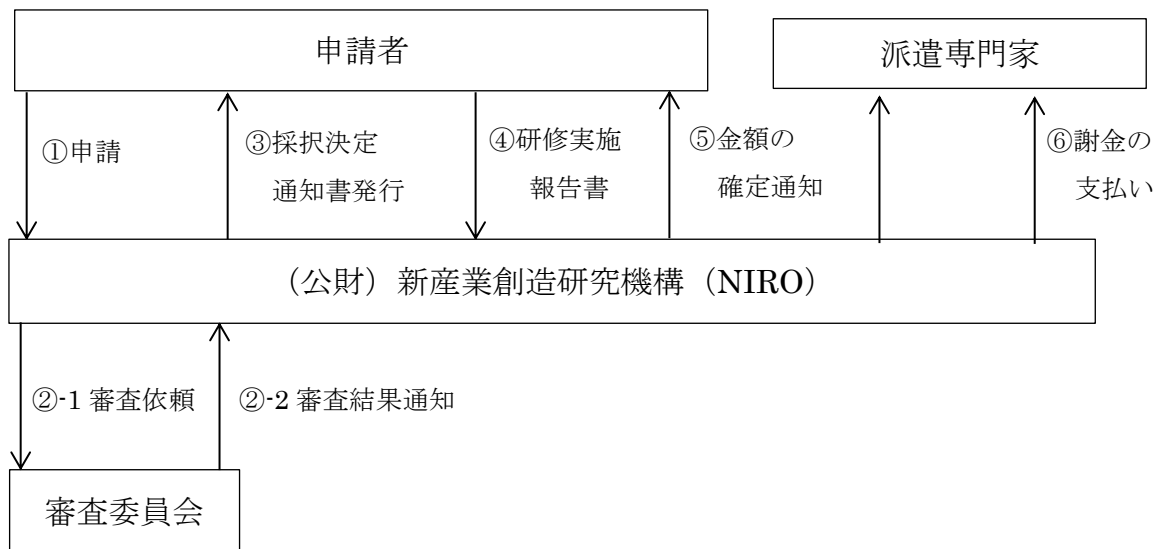 申請者
派遣専門家
①申請
③採択決定
通知書発行
④研修実施
報告書
⑤金額の
確定通知
⑥謝金の
支払い
（公財）新産業創造研究機構（NIRO）
②-1 審査依頼
②-2 審査結果通知
審査委員会